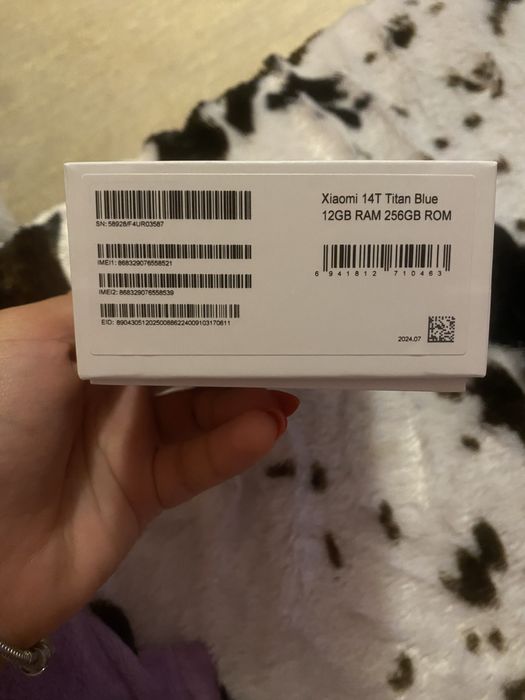 SN: 58928/F4UR03587
IMEI1: 868329076558521
IMEI2: 868329076558539
EID: 89043051202500686224009103170611
Xiaomi 14T Titan Blue
12GB RAM 256GB ROM
6 941812 710463
2024.07